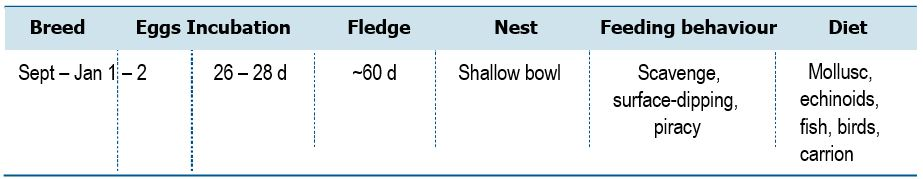 Breed Eggs Incubation Fledge Nest Feeding behaviour Diet
Sept – Jan 1 – 2 26 – 28 d ~60 d Shallow bowl Scavenge, surface-dipping, piracy Mollusc, echinoids, fish, birds, carrion